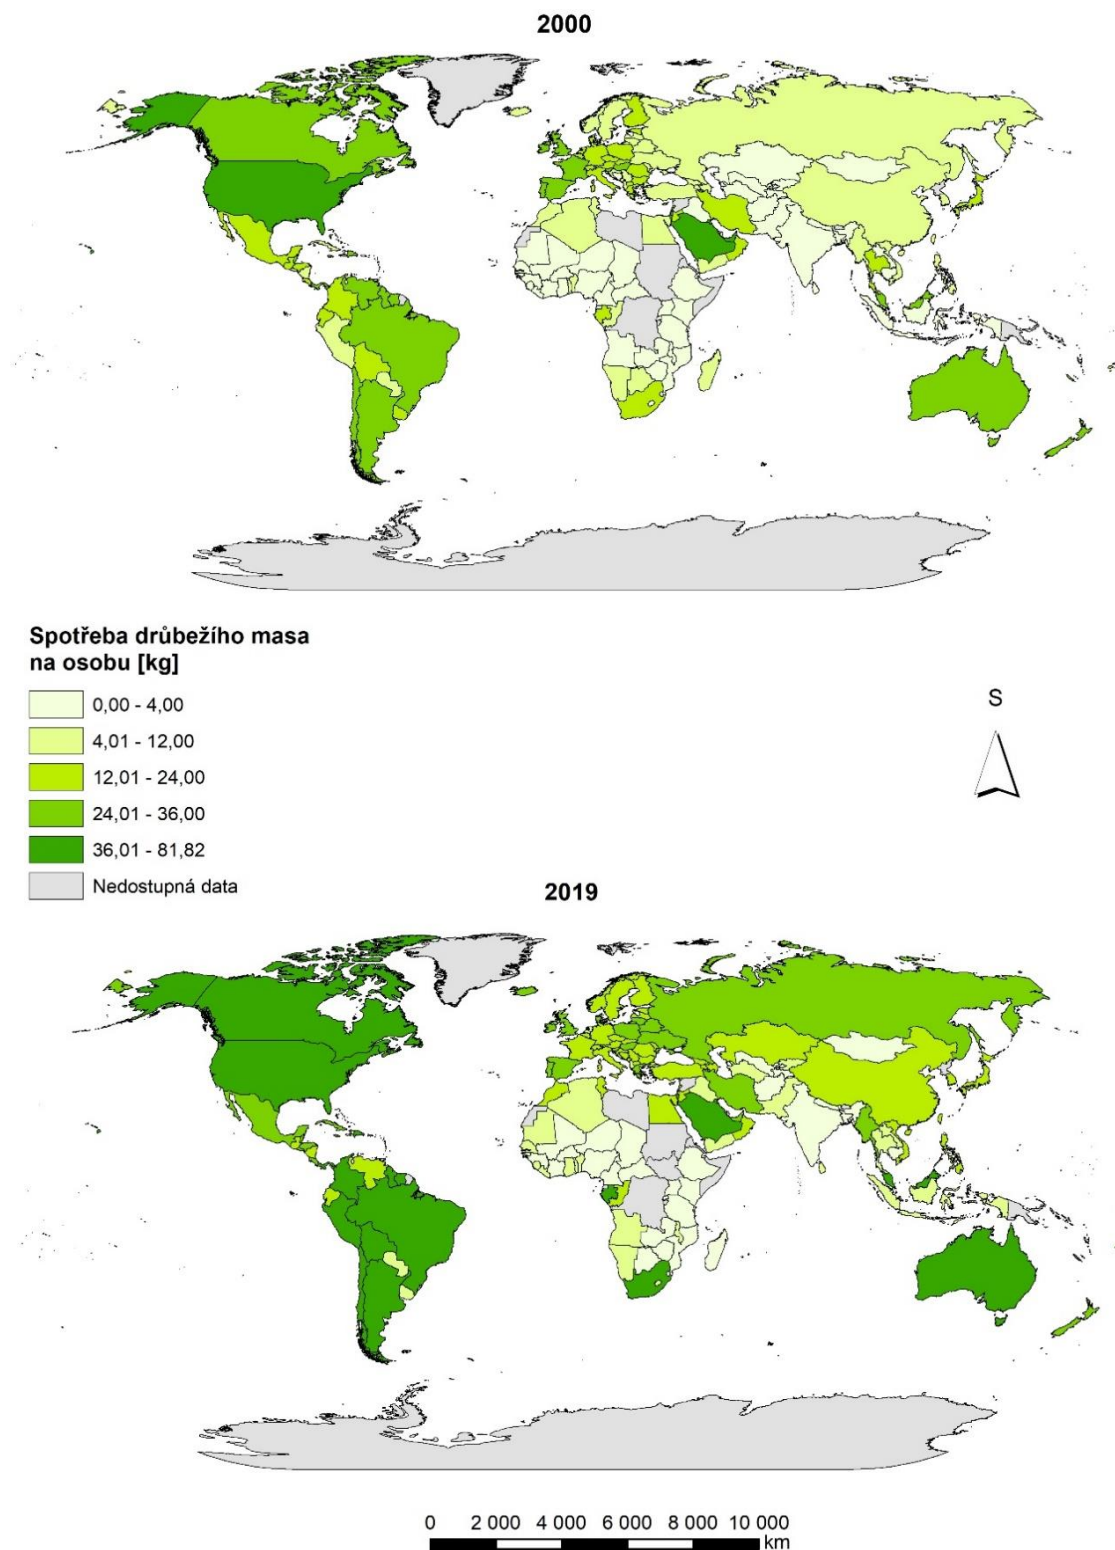 2000
Spotřeba drůbežího masa
na osobu [kg]
0,00 - 4,00
4,01 - 12,00
12,01 - 24,00
24,01 - 36,00
36,01 - 81,82
Nedostupná data
S
2019
0 2 000 4 000 6 000 8 000 10 000
km